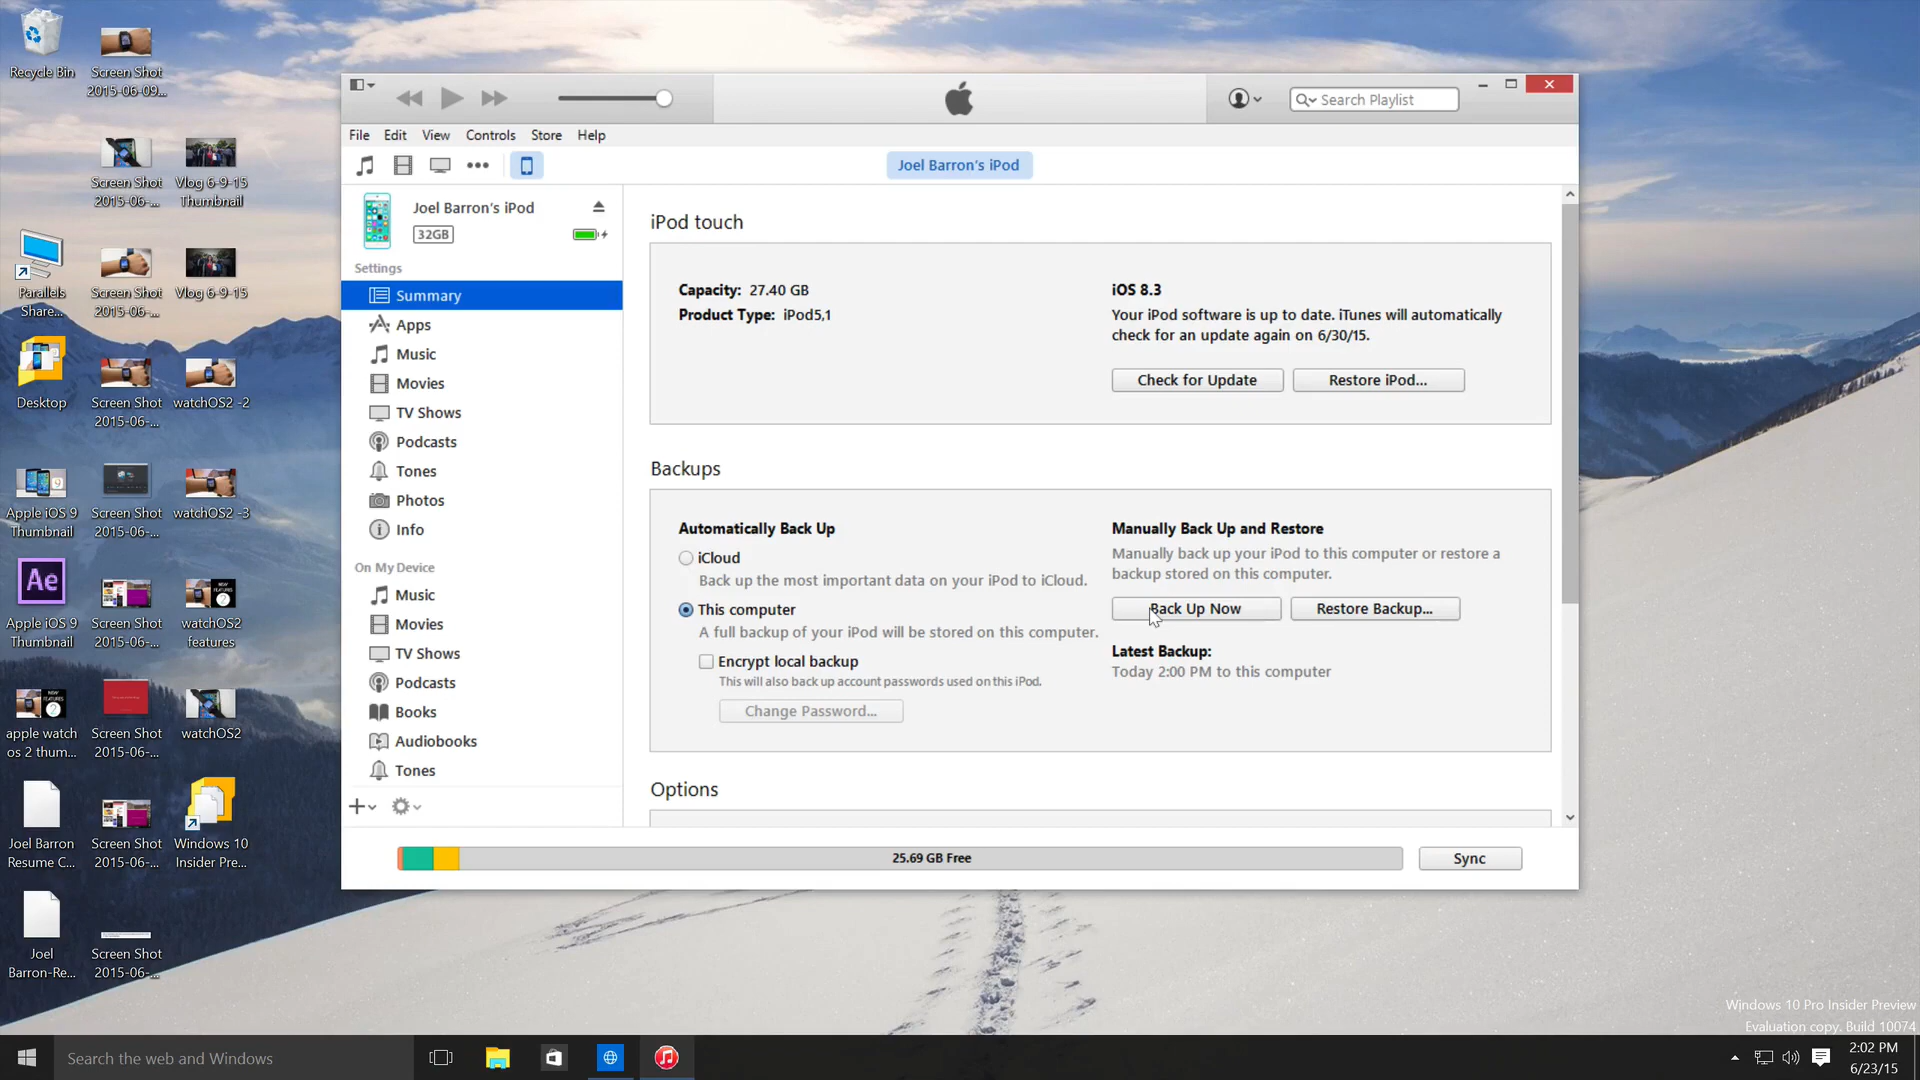 Recycle Bin
Screen Shot
2015-06-09...
Screen Shot
2015-06-...
Vlog 6-9-15
Thumbnail
Parallels
Share...
Screen Shot
2015-06-...
Vlog 6-9-15
Desktop
Screen Shot
2015-06-...
watchOS2 -2
Apple iOS 9
Thumbnail
Screen Shot
2015-06-...
watchOS2 -3
Ae
Apple iOS 9
Thumbnail
Screen Shot
2015-06-...
watchOS2
features
apple watch
os 2 thum...
Screen Shot
2015-06-...
watchOS2
Joel Barron
Resume C...
Screen Shot
2015-06-...
Windows 10
Insider Pre...
Joel
Barron-Re...
Screen Shot
2015-06-...
Search Playlist
File Edit View Controls Store Help
Joel Barron's iPod
Joel Barron's iPod
32GB
Settings
Summary
Apps
Music
Movies
TV Shows
Podcasts
Tones
Photos
Info
On My Device
Music
Movies
TV Shows
Podcasts
Books
Audiobooks
Tones
iPod touch
Capacity: 27.40 GB
Product Type: iPod5,1
iOS 8.3
Your iPod software is up to date. iTunes will automatically
check for an update again on 6/30/15.
Check for Update
Restore iPod...
Backups
Automatically Back Up
iCloud
Back up the most important data on your iPod to iCloud.
This computer
A full backup of your iPod will be stored on this computer.
Encrypt local backup
This will also back up account passwords used on this iPod.
Change Password...
Manually Back Up and Restore
Manually back up your iPod to this computer or restore a
backup stored on this computer.
Back Up Now
Restore Backup...
Latest Backup:
Today 2:00 PM to this computer
Options
25.69 GB Free
Sync
Windows 10 Pro Insider Preview
Evaluation copy. Build 10074
Search the web and Windows
2:02 PM
6/23/15